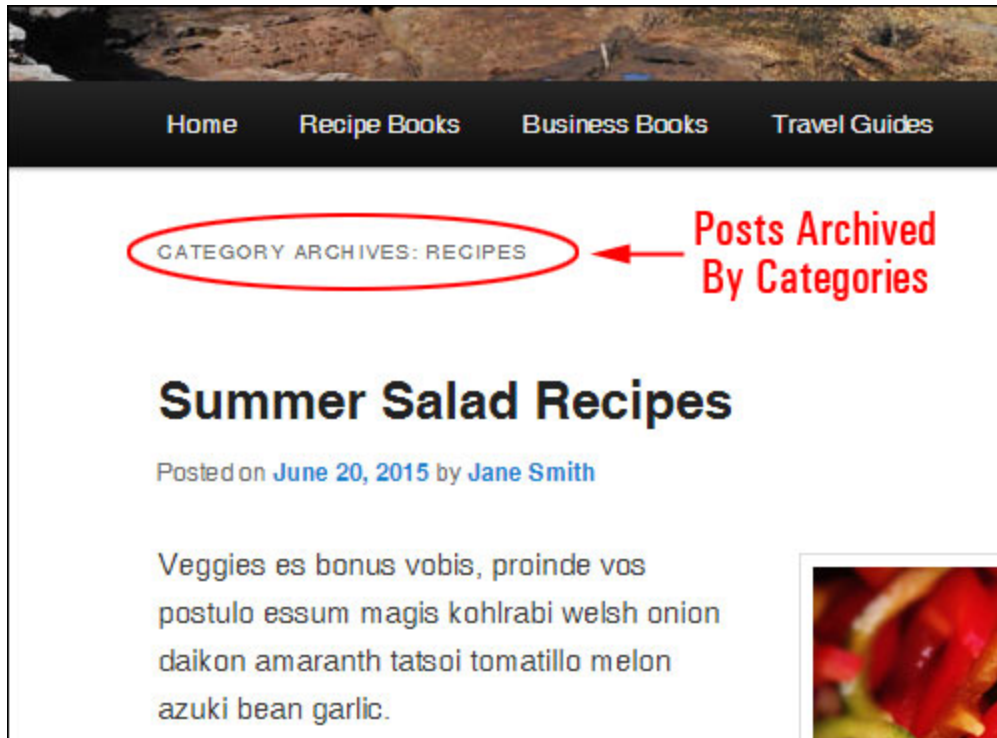 Home Recipe Books Business Books Travel Guides
CATEGORY ARCHIVES: RECIPES
Posts Archived
By Categories
Summer Salad Recipes
Posted on June 20, 2015 by Jane Smith
Veggies es bonus vobis, proinde vos
postulo essum magis kohlrabi welsh onion
daikon amaranth tatsoi tomatillo melon
azuki bean garlic.